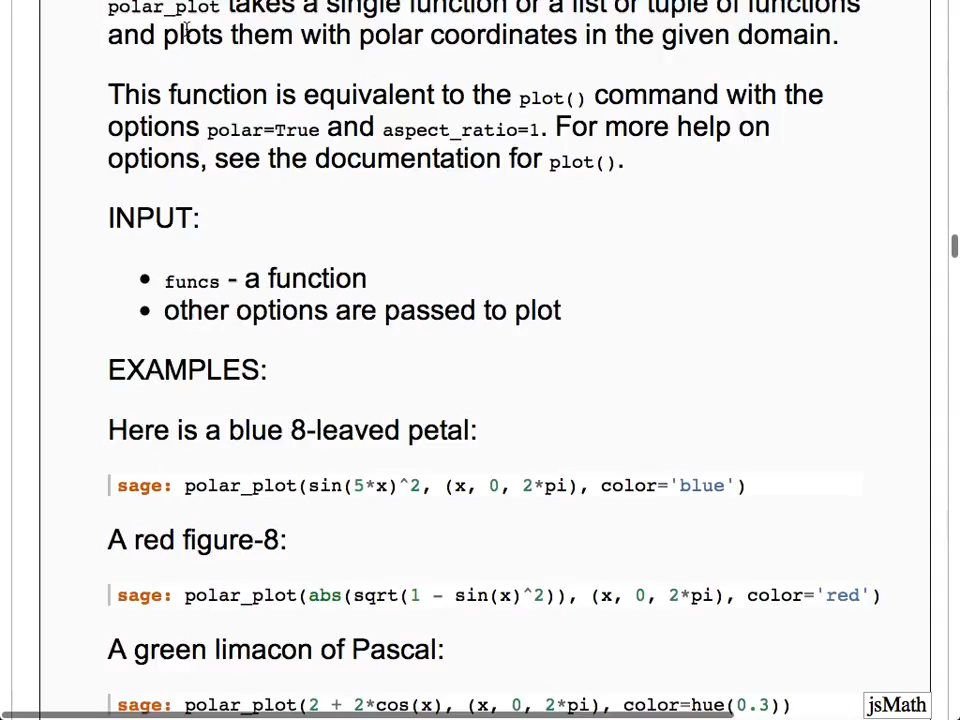 polar_plot takes a single function or a list or tuple of functions
and plots them with polar coordinates in the given domain.
This function is equivalent to the plot() command with the
options polar=True and aspect_ratio=1. For more help on
options, see the documentation for plot().
INPUT:
• funcs - a function
• other options are passed to plot
EXAMPLES:
Here is a blue 8-leaved petal:
sage: polar_plot(sin(5*x)^2, (x, 0, 2*pi), color='blue')
A red figure-8:
sage: polar_plot(abs(sqrt(1 - sin(x)^2)), (x, 0, 2*pi), color='red')
A green limacon of Pascal:
sage: polar_plot(2 + 2*cos(x), (x, 0, 2*pi), color=hue(0.3))
jsMath